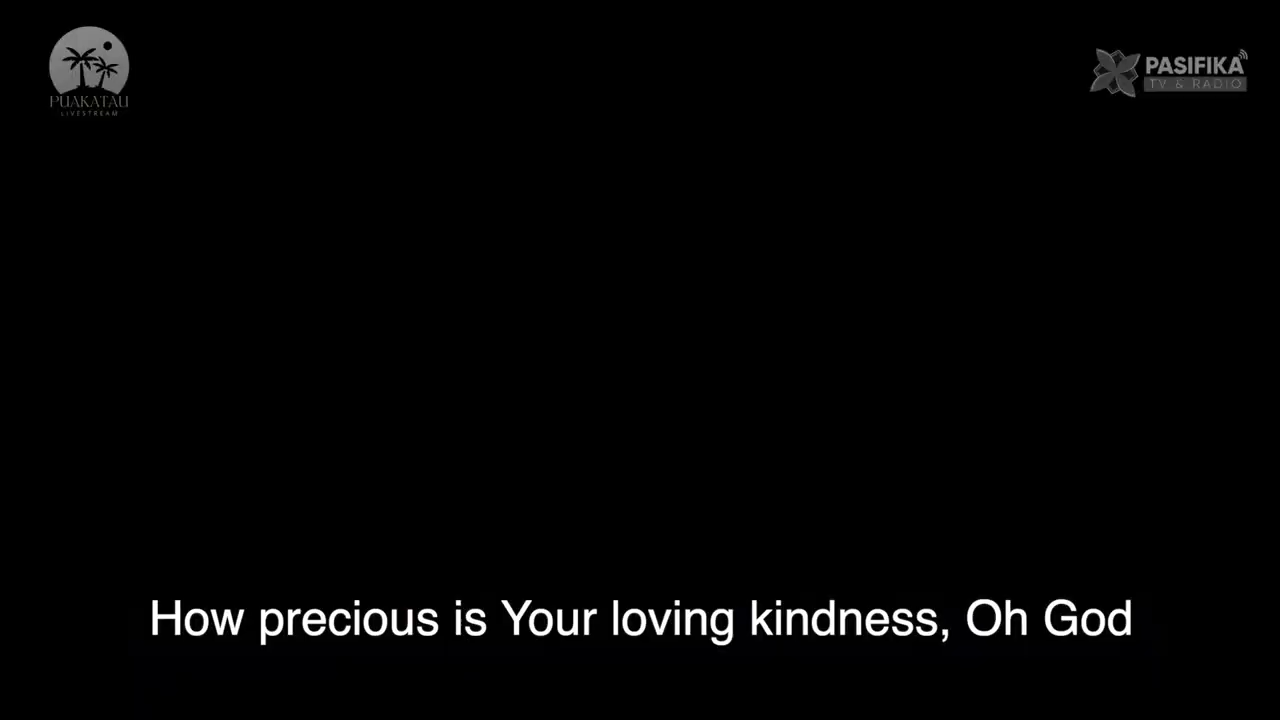 PUAKATAU
LIVESTREAM
PASIFIKA
TV & RADIO
How precious is Your loving kindness, Oh God